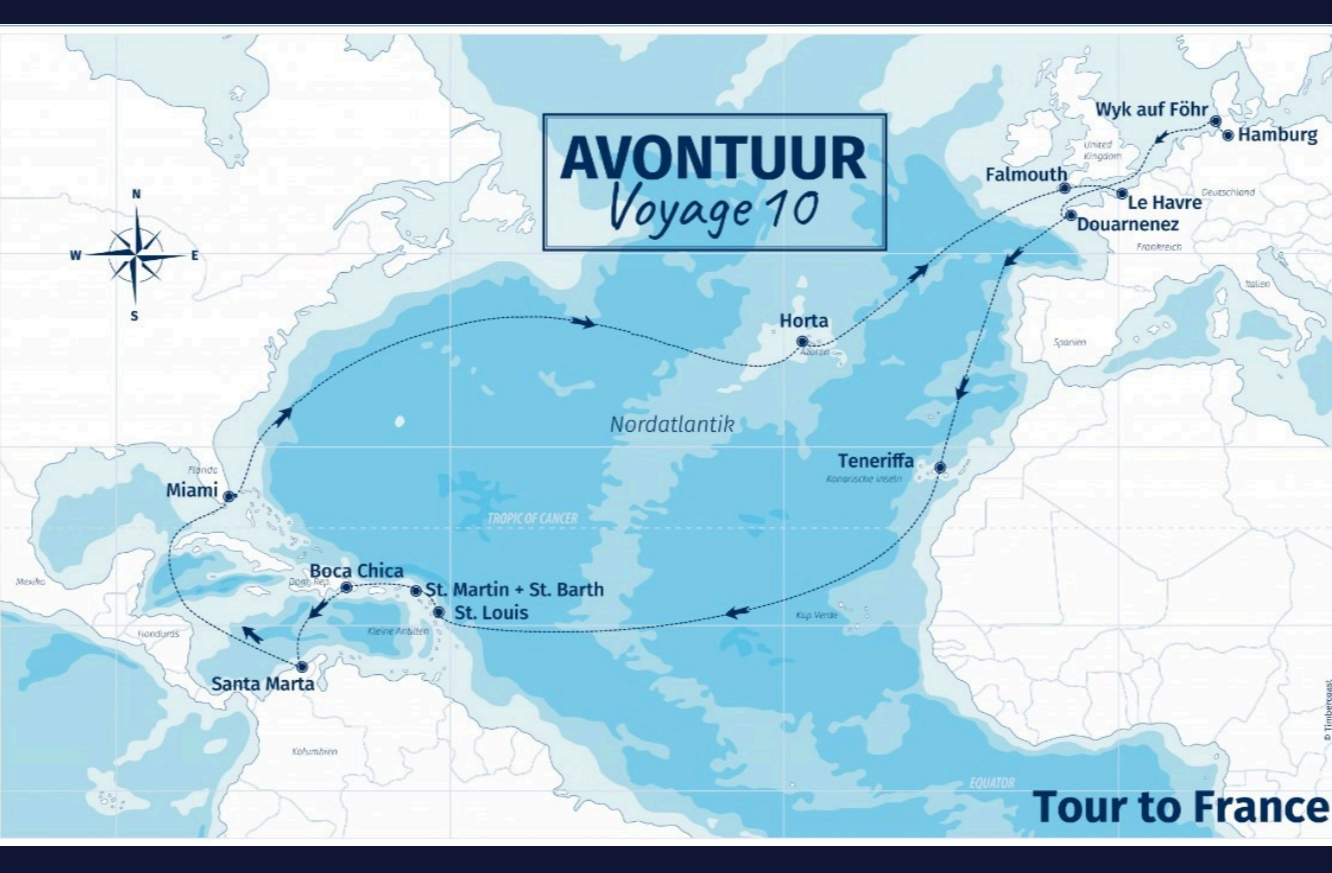 AVONTUUR
Voyage 10
Wyk auf Föhr
Hamburg
United
Kingdom
Falmouth
Le Havre
Deutschland
Douarnenez
Frankreich
N
W
E
S
Italien
Horta
Azoren
Spanien
Nordatlantik
Teneriffa
Kanarische Inseln
Florida
Miami
TROPIC OF CANCER
Boca Chica
Dom. Rep.
Mexiko
St. Martin + St. Barth
St. Louis
Kap Verde
Honduras
Kleine Antillen
Santa Marta
Kolumbien
EQUATOR
Tour to France
© Timbercoast